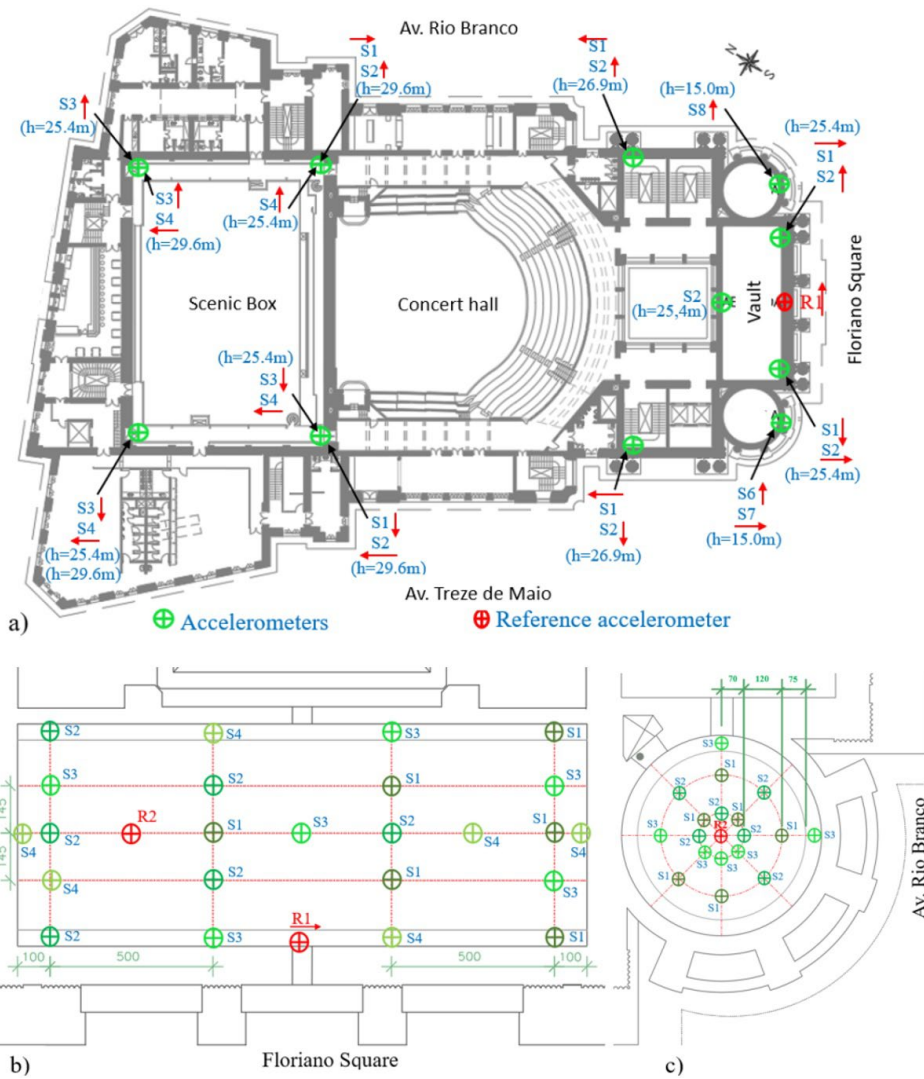 Av. Rio Branco
N
S
S1
S2
(h=29.6m)
S1
S2
(h=26.9m)
(h=15.0m)
S8
(h=25.4m)
S1
S2
S3
(h=25.4m)
S3
S4
(h=29.6m)
S4
(h=25.4m)
Scenic Box
Concert hall
S2
(h=25,4m)
Vault
R1
Floriano Square
(h=25.4m)
S3
S4
S3
S4
(h=25.4m)
(h=29.6m)
S1
S2
(h=29.6m)
S1
S2
(h=26.9m)
S6
S7
(h=15.0m)
S1
S2
(h=25.4m)
Av. Treze de Maio
a)
Accelerometers
Reference accelerometer
S2
S4
S3
S1
S3
S2
S1
S3
145
145
S4
S2
R2
S1
S3
S2
S4
S1
S4
S4
S2
S1
S3
S2
S3
R1
S4
S1
100
500
500
100
b)
Floriano Square
70
120
75
S3
S1
S2
S2
S2
S1
S1
S3
R2
S2
S2
S1
S3
S3
S3
S3
S1
S2
S1
Av. Rio Branco
c)